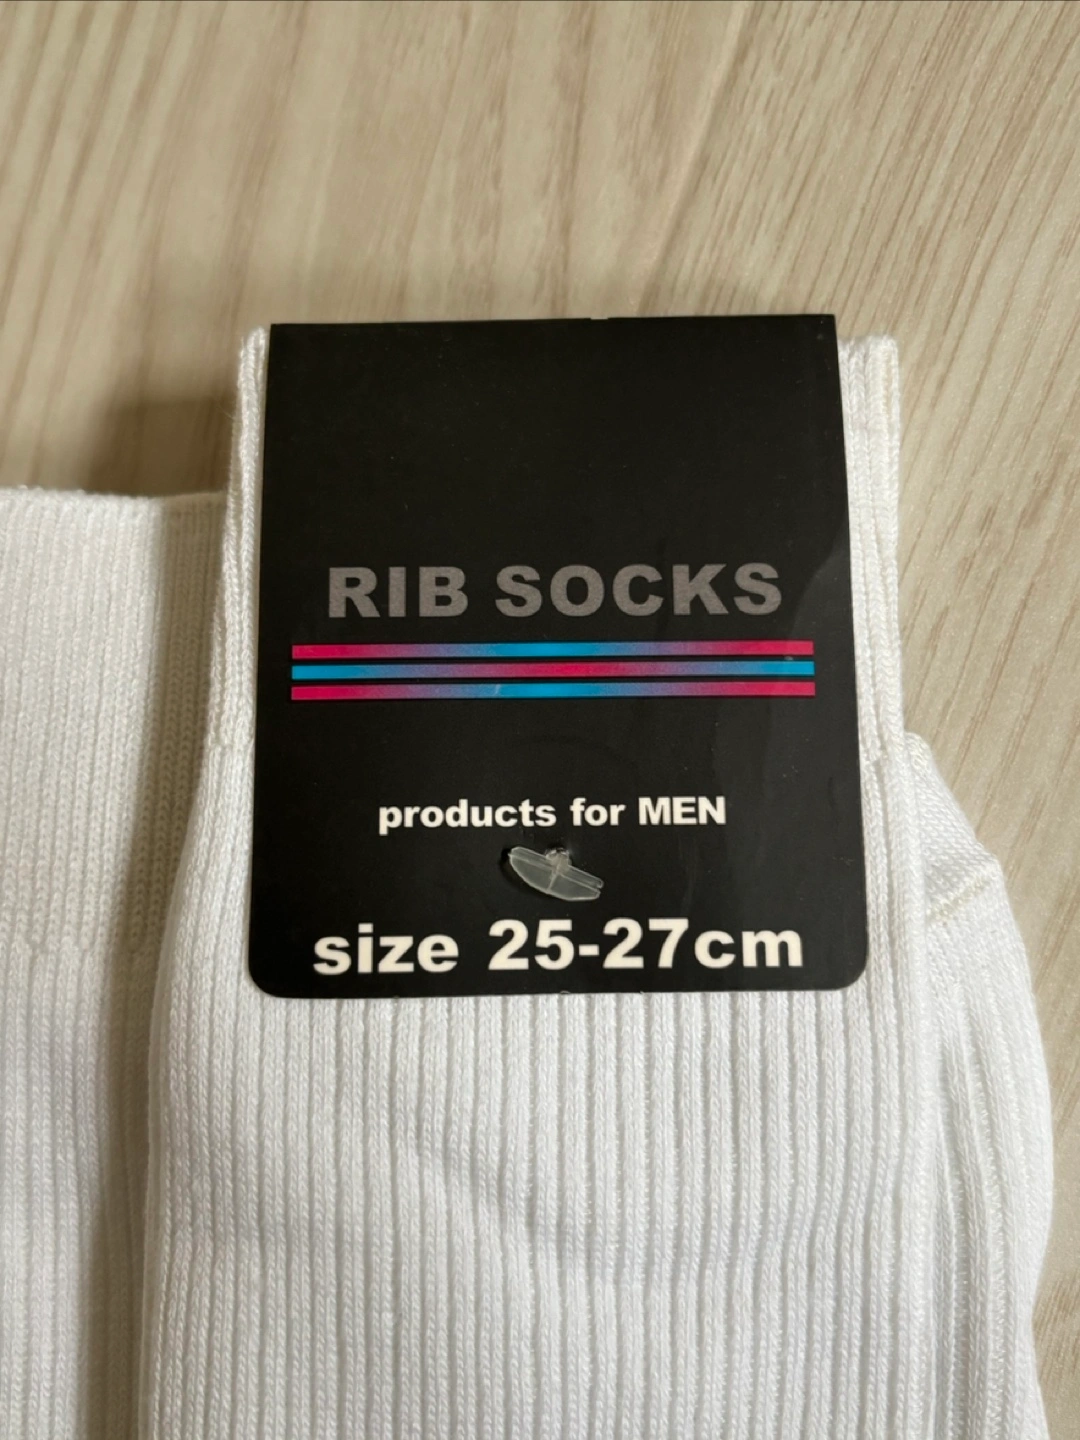 RIB SOCKS
products for MEN
size 25-27cm